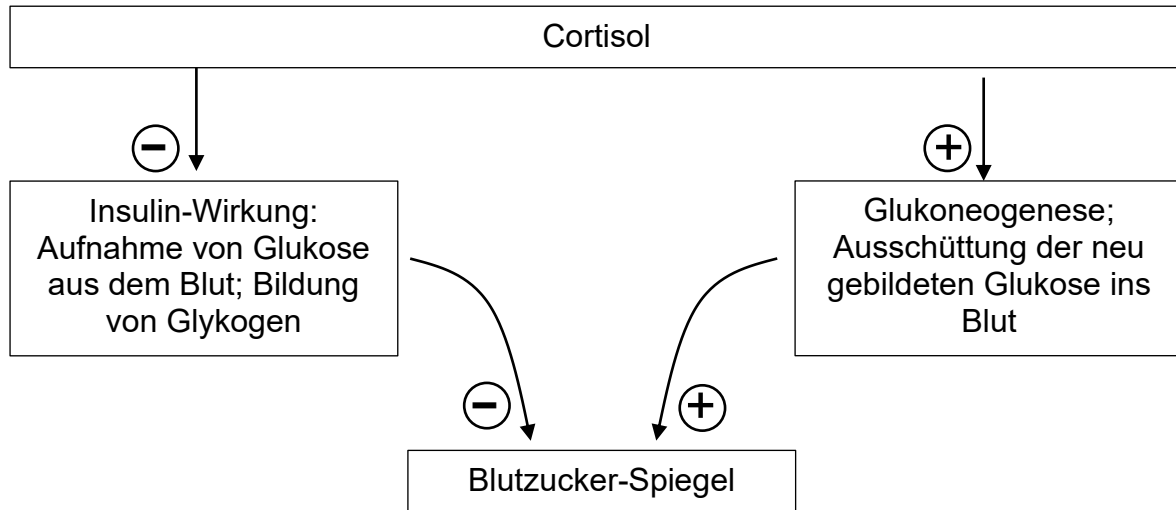 Cortisol
−
+
Insulin-Wirkung:
Aufnahme von Glukose
aus dem Blut; Bildung
von Glykogen
Glukoneogenese;
Ausschüttung der neu
gebildeten Glukose ins
Blut
−
+
Blutzucker-Spiegel